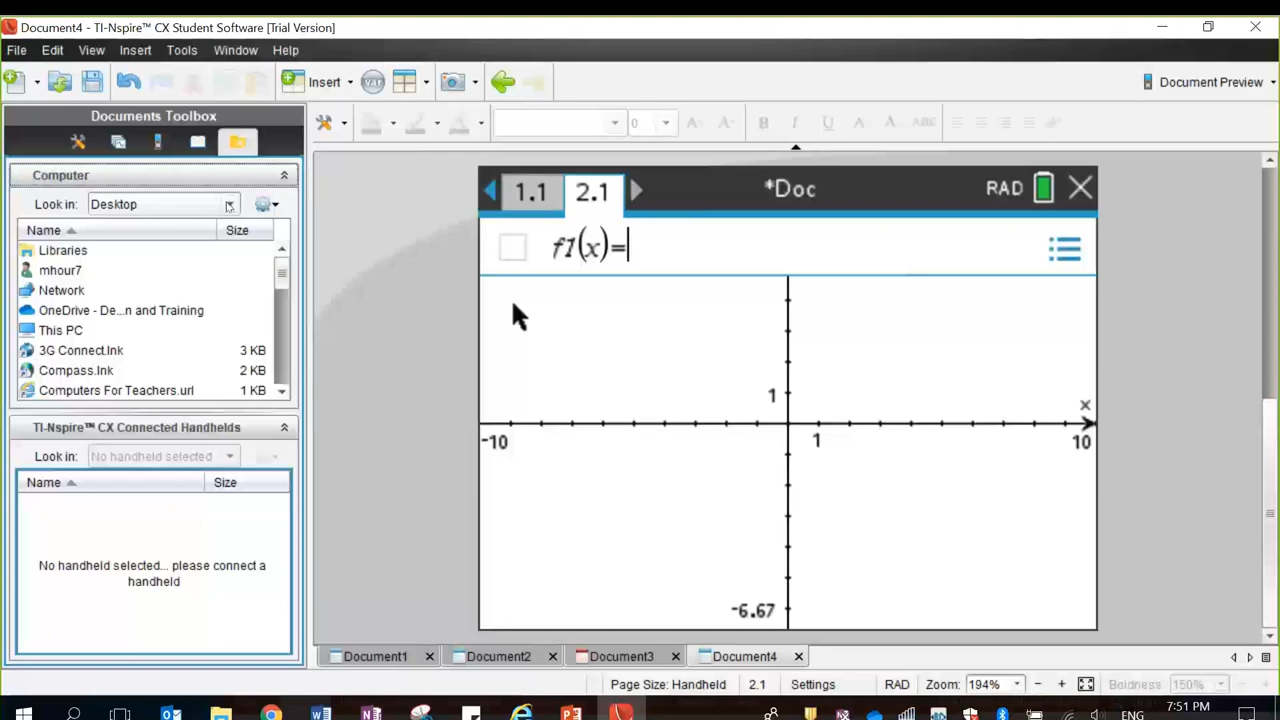 Document4 - TI-Nspire™ CX Student Software [Trial Version]
File Edit View Insert Tools Window Help
Insert var Document Preview
Documents Toolbox
0 B I U A A ABC
Computer
Look in: Desktop
Name Size
Libraries
mhour7
Network
OneDrive - De...n and Training
This PC
3G Connect.lnk 3 KB
Compass.lnk 2 KB
Computers For Teachers.url 1 KB
TI-Nspire™ CX Connected Handhelds
Look in: No handheld selected
Name Size
No handheld selected... please connect a
handheld
1.1 2.1 *Doc RAD
f1(x)=
1
x
-10 1 10
-6.67
Document1 Document2 Document3 Document4
Page Size: Handheld 2.1 Settings RAD Zoom: 194% Boldness: 150%
7:51 PM
ENG